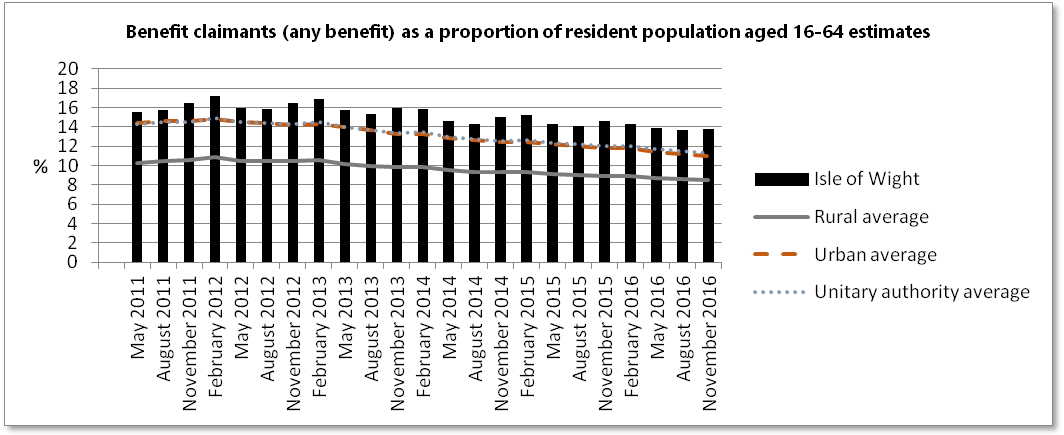 Benefit claimants (any benefit) as a proportion of resident population aged 16-64 estimates
20
18
16
14
12
10
8
6
4
2
0
%
May 2011
August 2011
November 2011
February 2012
May 2012
August 2012
November 2012
February 2013
May 2013
August 2013
November 2013
February 2014
May 2014
August 2014
November 2014
February 2015
May 2015
August 2015
November 2015
February 2016
May 2016
August 2016
November 2016
Isle of Wight
Rural average
Urban average
Unitary authority average